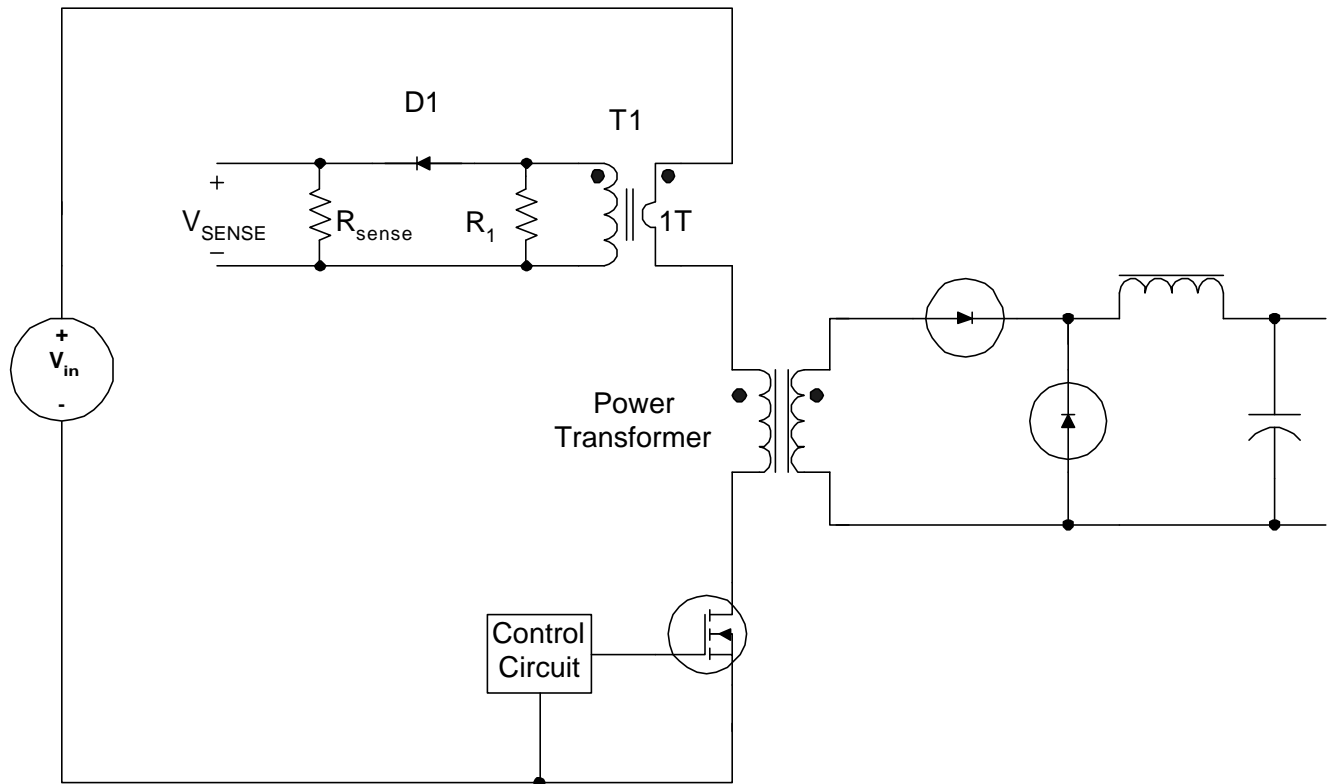 D1
T1
+
V_SENSE
–
R_sense
R_1
1T
+
V_in
-
Power
Transformer
Control
Circuit